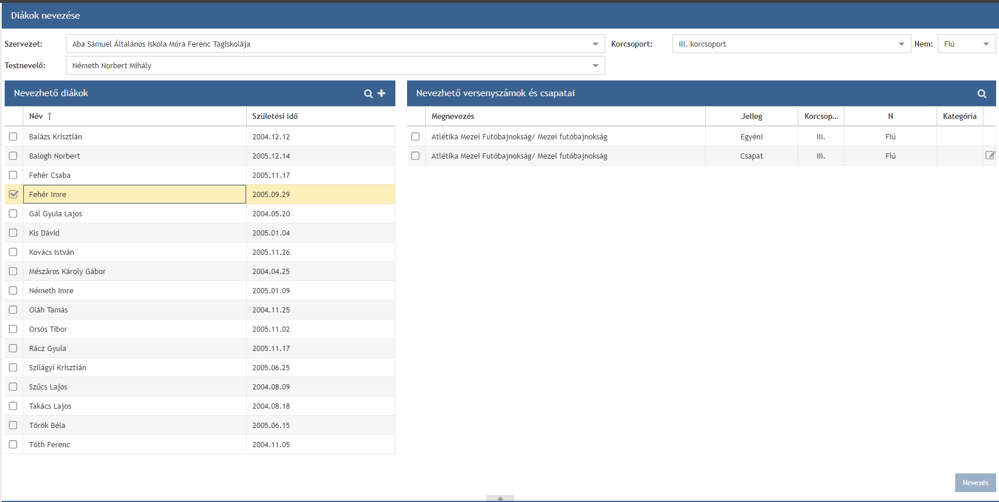 Diákok nevezése
Szervezet: Aba Sámuel Általános Iskola Móra Ferenc Tagiskolája Korcsoport: III. korcsoport Nem: Fiú
Testnevelő: Németh Norbert Mihály
Nevezhető diákok
Név ↑ Születési idő
Balázs Krisztián 2004.12.12
Balogh Norbert 2005.12.14
Fehér Csaba 2005.11.17
Fehér Imre 2005.09.29
Gál Gyula Lajos 2004.05.20
Kis Dávid 2005.01.04
Kovács István 2005.11.26
Mészáros Károly Gábor 2004.04.25
Németh Imre 2005.01.09
Oláh Tamás 2004.11.25
Orsós Tibor 2005.11.02
Rácz Gyula 2005.11.17
Szilágyi Krisztián 2005.06.25
Szűcs Lajos 2004.08.09
Takács Lajos 2004.08.18
Török Béla 2005.06.15
Tóth Ferenc 2004.11.05
Nevezhető versenyszámok és csapatai
Megnevezés Jelleg Korcsop... N Kategória
Atlétika Mezei Futóbajnokság/ Mezei futóbajnokság Egyéni III. Fiú
Atlétika Mezei Futóbajnokság/ Mezei futóbajnokság Csapat III. Fiú
Nevezés